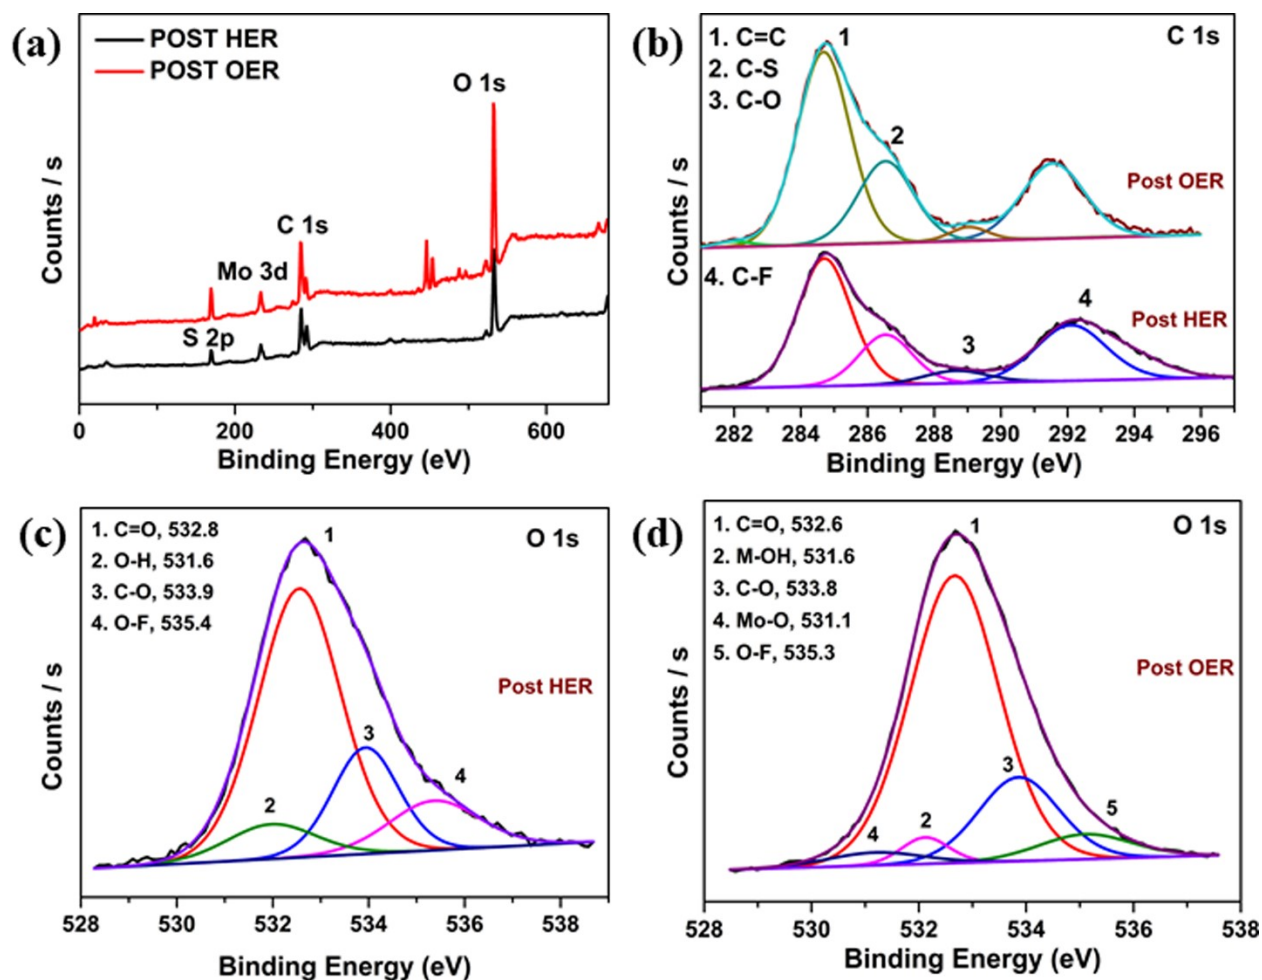 (a)
POST HER
POST OER
O 1s
C 1s
Mo 3d
S 2p
Counts / s
0 200 400 600
Binding Energy (eV)
(b)
1. C=C
2. C-S
3. C-O
1
C 1s
2
Post OER
4. C-F
3
4
Post HER
Counts / s
282 284 286 288 290 292 294 296
Binding Energy (eV)
(c)
1. C=O, 532.8
2. O-H, 531.6
3. C-O, 533.9
4. O-F, 535.4
1
O 1s
Post HER
3
4
2
Counts / s
528 530 532 534 536 538
Binding Energy (eV)
(d)
1. C=O, 532.6
2. M-OH, 531.6
3. C-O, 533.8
4. Mo-O, 531.1
5. O-F, 535.3
1
O 1s
Post OER
3
5
2
4
Counts / s
528 530 532 534 536 538
Binding Energy (eV)